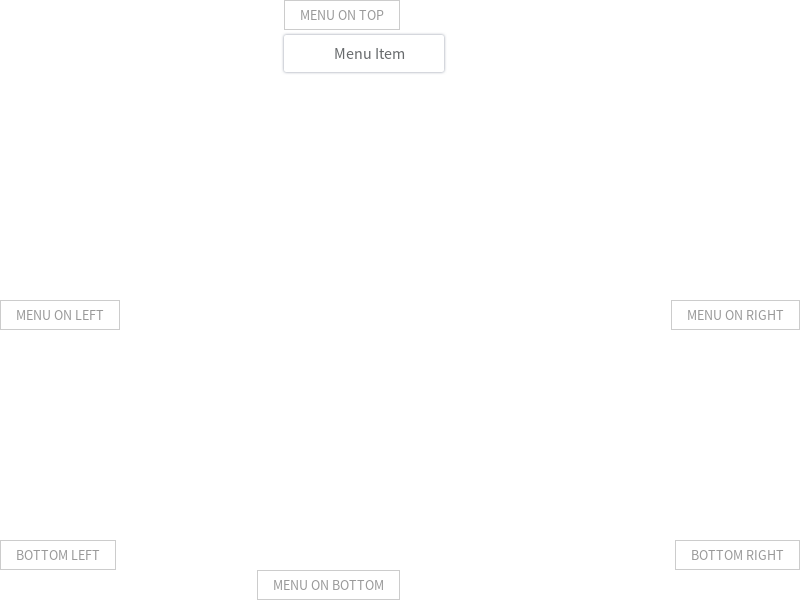 MENU ON TOP
Menu Item
MENU ON LEFT
MENU ON RIGHT
BOTTOM LEFT
BOTTOM RIGHT
MENU ON BOTTOM